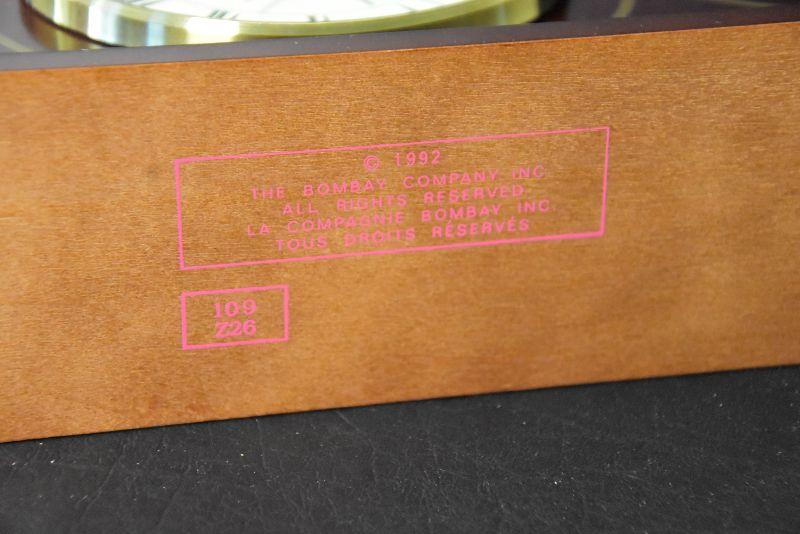 © 1992
THE BOMBAY COMPANY INC.
ALL RIGHTS RESERVED.
LA COMPAGNIE BOMBAY INC.
TOUS DROITS RÉSERVÉS
109
Z26